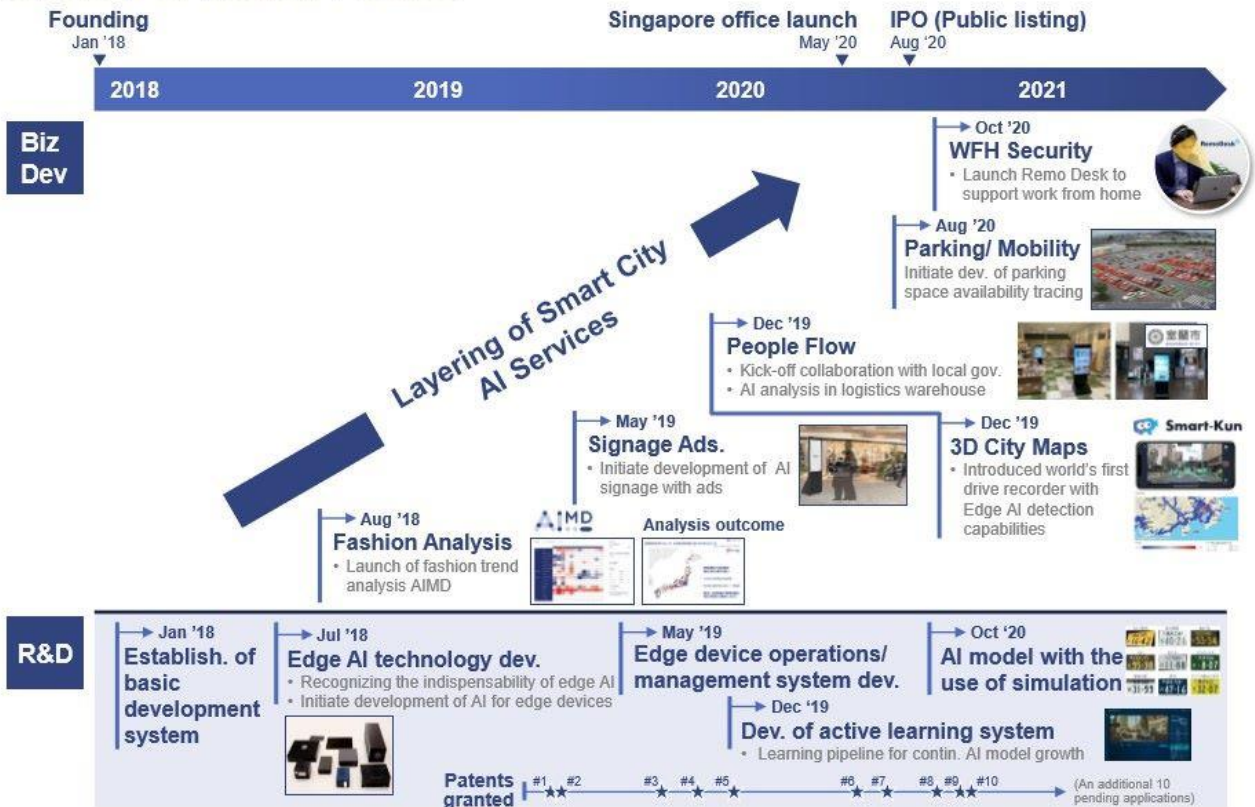 Founding
Jan '18
Singapore office launch
May '20
IPO (Public listing)
Aug '20
2018
2019
2020
2021
Biz
Dev
Oct '20
WFH Security
• Launch Remo Desk to
support work from home
RemoDesk
Aug '20
Parking/ Mobility
Initiate dev. of parking
space availability tracing
Layering of Smart City
AI Services
Dec '19
People Flow
• Kick-off collaboration with local gov.
• AI analysis in logistics warehouse
室蘭市
May '19
Signage Ads.
• Initiate development of AI
signage with ads
Dec '19
3D City Maps
• Introduced world's first
drive recorder with
Edge AI detection
capabilities
Smart-Kun
Aug '18
Fashion Analysis
• Launch of fashion trend
analysis AIMD
AIMD
Analysis outcome
R&D
Jan '18
Establish. of
basic
development
system
Jul '18
Edge AI technology dev.
• Recognizing the indispensability of edge AI
• Initiate development of AI for edge devices
May '19
Edge device operations/
management system dev.
Oct '20
AI model with the
use of simulation
Dec '19
Dev. of active learning system
• Learning pipeline for contin. AI model growth
Patents
granted
#1 #2 #3 #4 #5 #6 #7 #8 #9 #10
(An additional 10
pending applications)